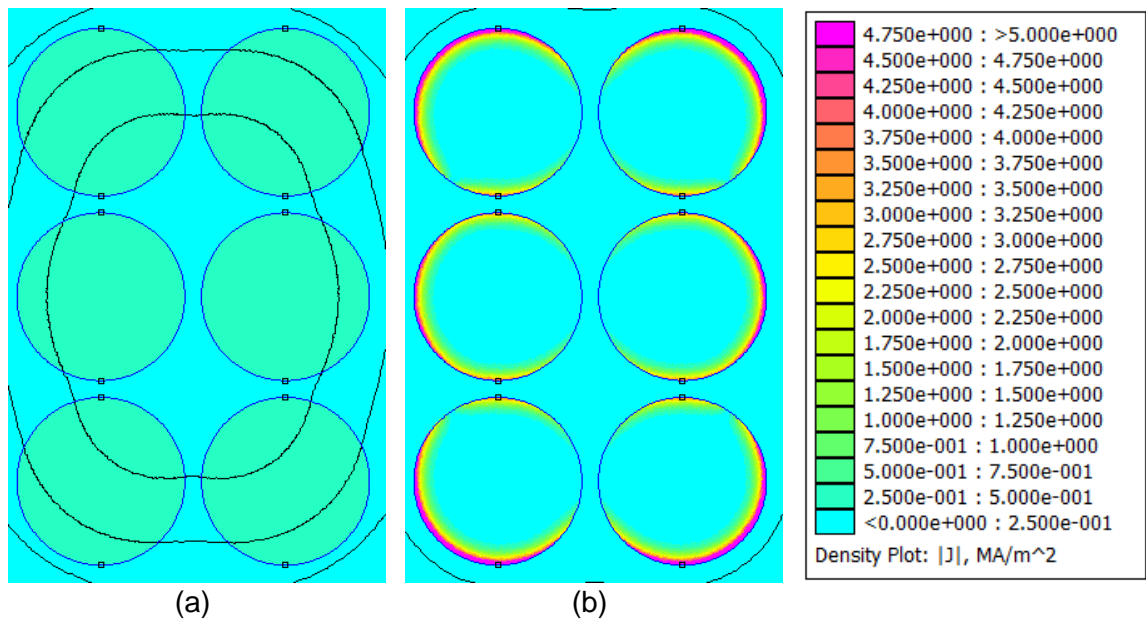 4.750e+000 : >5.000e+000
4.500e+000 : 4.750e+000
4.250e+000 : 4.500e+000
4.000e+000 : 4.250e+000
3.750e+000 : 4.000e+000
3.500e+000 : 3.750e+000
3.250e+000 : 3.500e+000
3.000e+000 : 3.250e+000
2.750e+000 : 3.000e+000
2.500e+000 : 2.750e+000
2.250e+000 : 2.500e+000
2.000e+000 : 2.250e+000
1.750e+000 : 2.000e+000
1.500e+000 : 1.750e+000
1.250e+000 : 1.500e+000
1.000e+000 : 1.250e+000
7.500e-001 : 1.000e+000
5.000e-001 : 7.500e-001
2.500e-001 : 5.000e-001
<0.000e+000 : 2.500e-001
Density Plot: |J|, MA/m^2
(a)
(b)